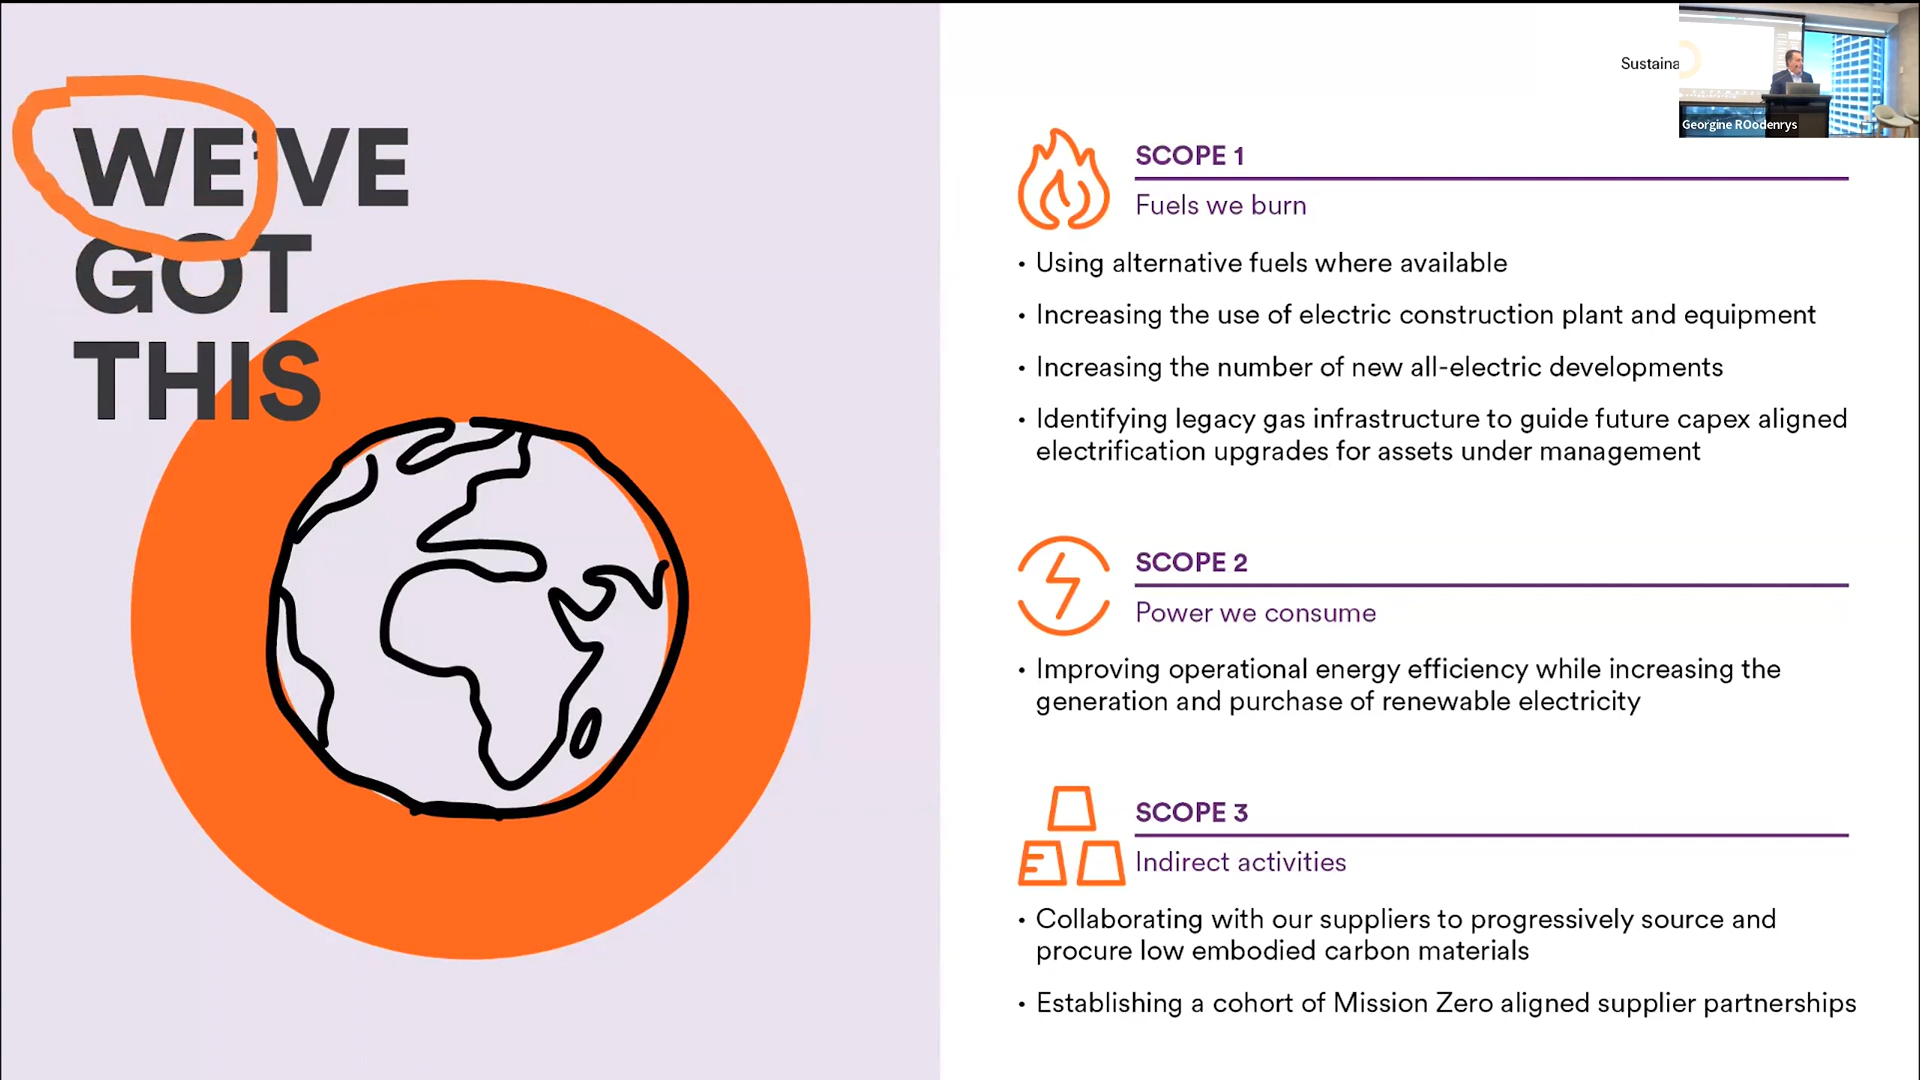 WE'VE
GOT
THIS
Sustaina
Georgine ROodenrys
SCOPE 1
Fuels we burn
• Using alternative fuels where available
• Increasing the use of electric construction plant and equipment
• Increasing the number of new all-electric developments
• Identifying legacy gas infrastructure to guide future capex aligned
electrification upgrades for assets under management
SCOPE 2
Power we consume
• Improving operational energy efficiency while increasing the
generation and purchase of renewable electricity
SCOPE 3
Indirect activities
• Collaborating with our suppliers to progressively source and
procure low embodied carbon materials
• Establishing a cohort of Mission Zero aligned supplier partnerships